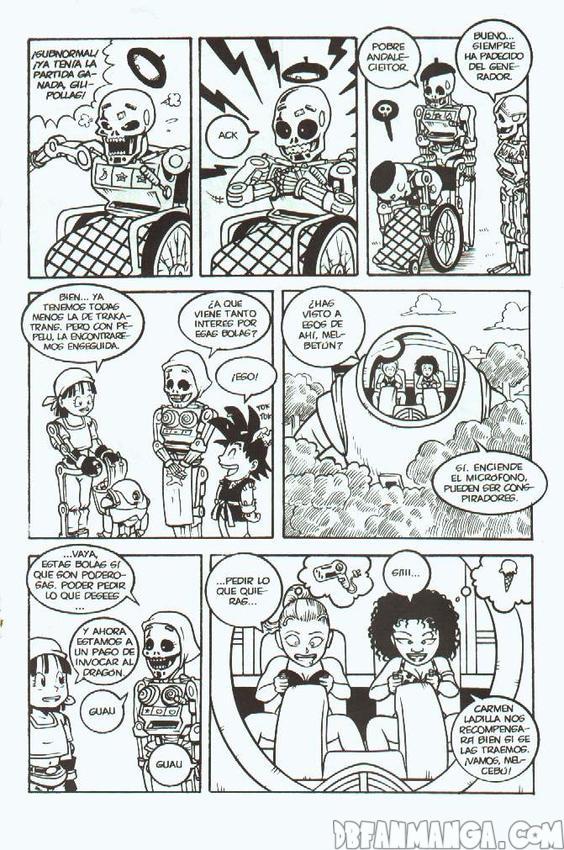 ¡SUBNORMAL!
¡YA TENÍA LA
PARTIDA GA-
NADA, GILI-
POLLAS!
ACK
POBRE
ANDALE-
CIEITOR.
BUENO...
SIEMPRE
HA PADECIDO
DEL GENE-
RADOR.
BIEN... YA
TENEMOS TODAS
MENOS LA DE TRAKA-
TRANS. PERO CON PE-
PELU, LA ENCONTRARE-
MOS ENSEGUIDA.
¿A QUE
VIENE TANTO
INTERES POR
ESAS BOLAS?
¡ESO!
TOK
TOK
¿HAS
VISTO A
ESOS DE
AHÍ, MEL-
BETÚN?
SÍ. ENCIENDE
EL MICRÓFONO,
PUEDEN SER CONS-
PIRADORES.
...VAYA,
ESTAS BOLAS SÍ
QUE SON PODERO-
SAS. PODER PEDIR
LO QUE DESEES
...
Y AHORA
ESTAMOS A
UN PASO DE
INVOCAR AL
DRAGÓN.
GUAU
GUAU
...PEDIR LO
QUE QUIE-
RAS...
SIIII...
CARMEN
LADILLA NOS
RECOMPENSA-
RÁ BIEN SI SE
LAS TRAEMOS.
¡VAMOS, MEL-
CEBÚ!
DBFANMANGA.COM